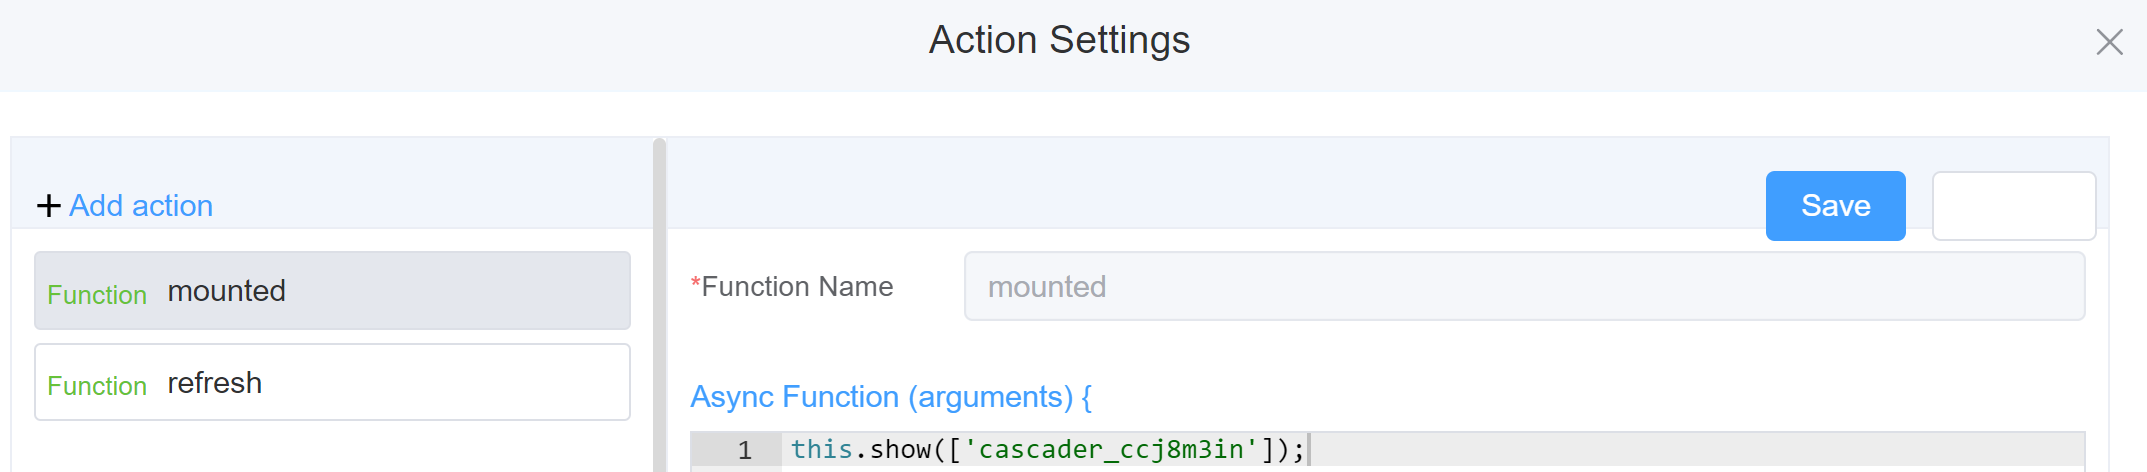 Action Settings
Add action
Save
Function mounted
*Function Name mounted
Function refresh
Async Function (arguments) {
1 this.show(['cascader_ccj8m3in']);